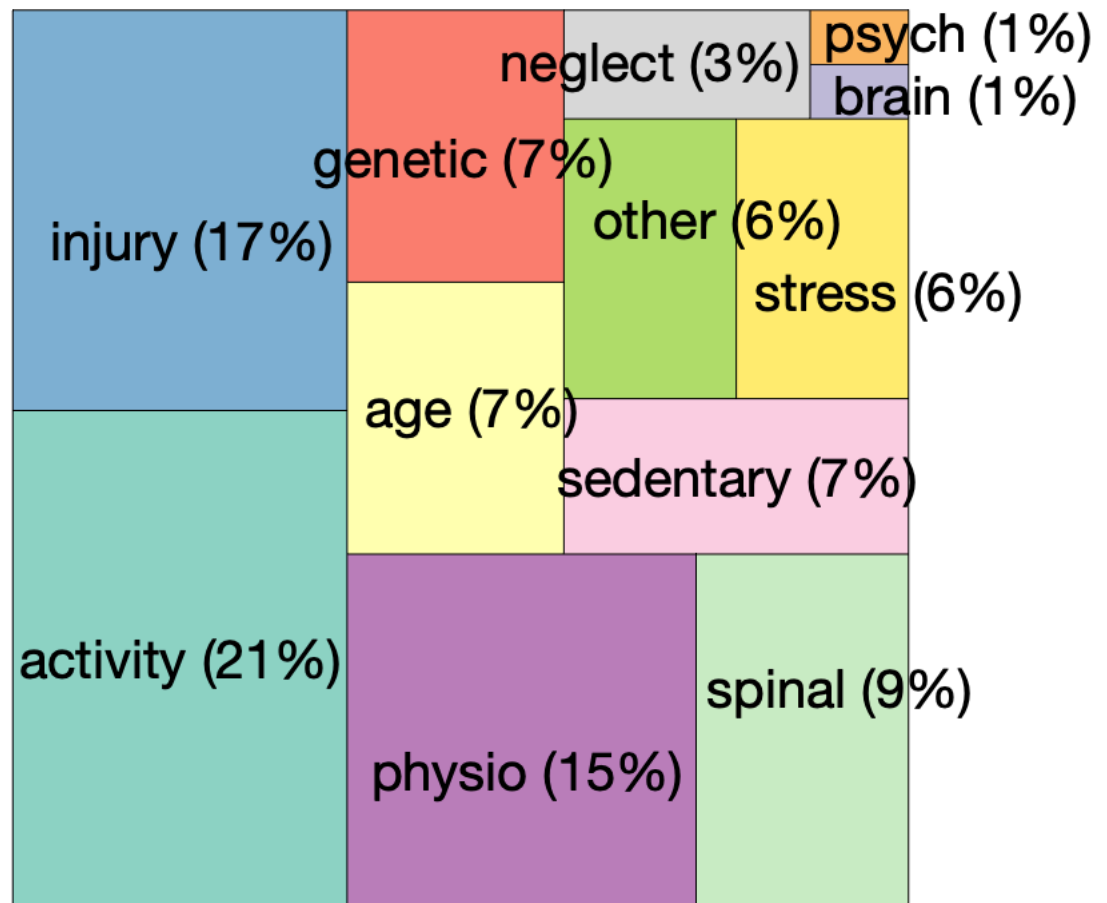 psych (1%)
neglect (3%)
brain (1%)
genetic (7%)
other (6%)
injury (17%)
stress (6%)
age (7%)
sedentary (7%)
activity (21%)
spinal (9%)
physio (15%)